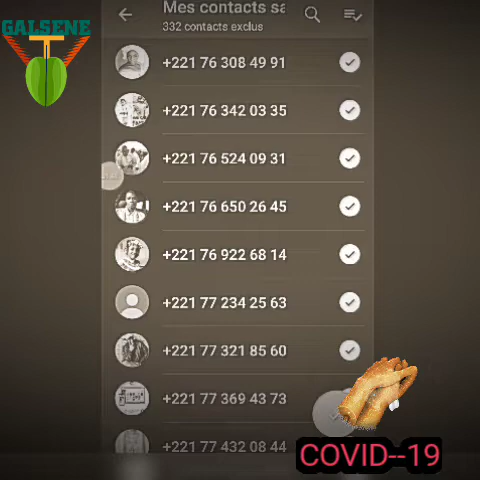 GALSENE
Mes contacts sa
332 contacts exclus
+221 76 308 49 91
+221 76 342 03 35
+221 76 524 09 31
+221 76 650 26 45
+221 76 922 68 14
+221 77 234 25 63
+221 77 321 85 60
+221 77 369 43 73
+221 77 432 08 44
COVID--19